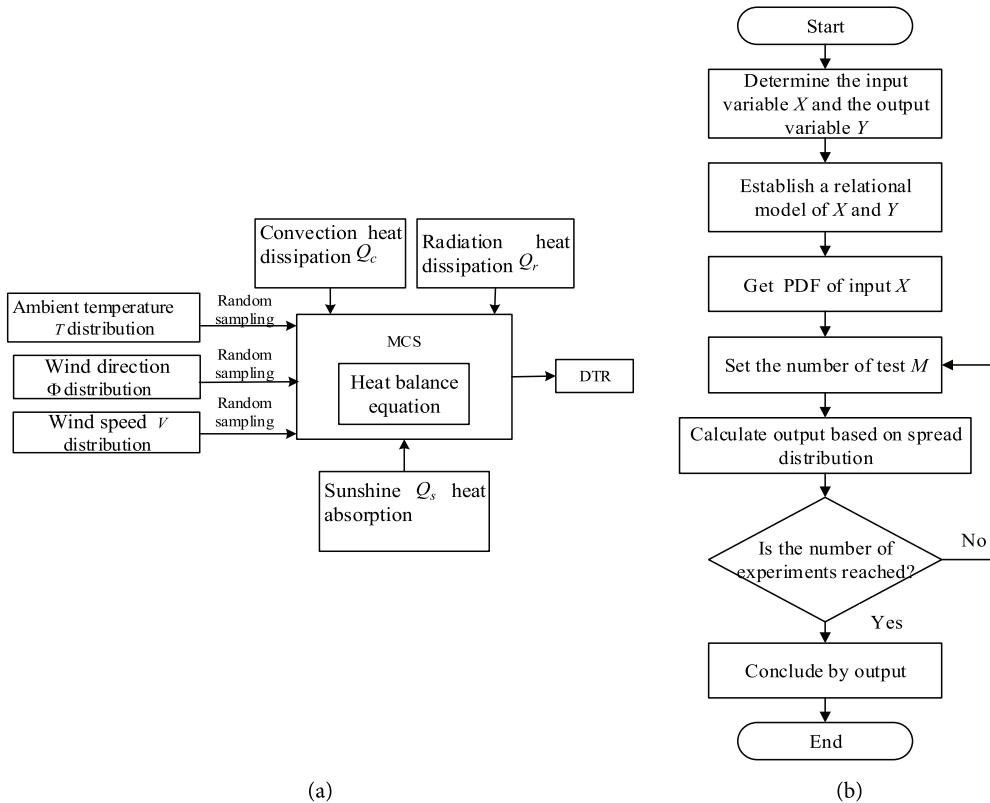 Convection heat
dissipation Qc
Radiation heat
dissipation Qr
Ambient temperature
T distribution
Random
sampling
Wind direction
Φ distribution
Random
sampling
Wind speed V
distribution
Random
sampling
MCS
Heat balance
equation
DTR
Sunshine Qs heat
absorption
(a)
Start
Determine the input
variable X and the output
variable Y
Establish a relational
model of X and Y
Get PDF of input X
Set the number of test M
Calculate output based on spread
distribution
Is the number of
experiments reached?
No
Yes
Conclude by output
End
(b)